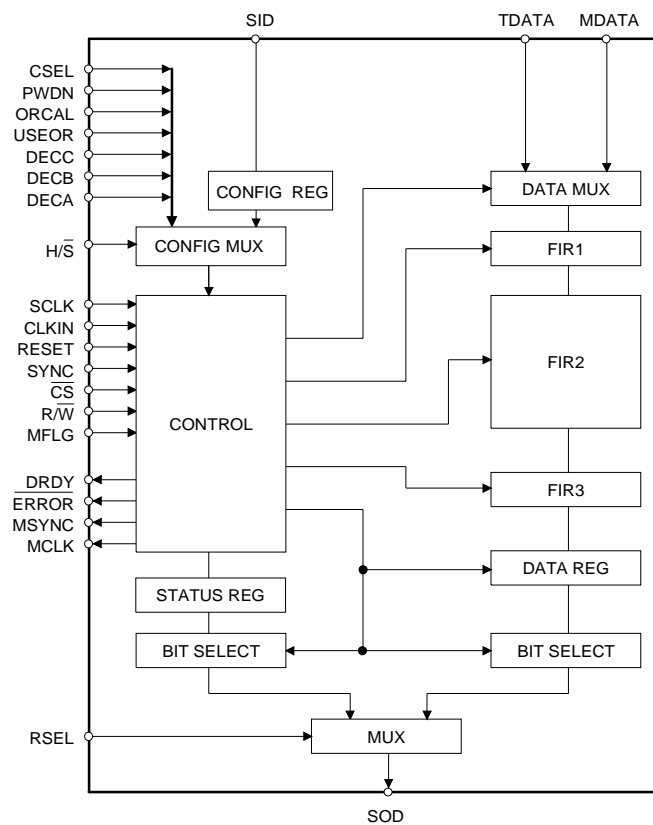 SID
TDATA
MDATA
CSEL
PWDN
ORCAL
USEOR
DECC
DECB
DECA
CONFIG REG
DATA MUX
H/S̅
CONFIG MUX
FIR1
SCLK
CLKIN
RESET
SYNC
C̅S̅
R/W̅
MFLG
CONTROL
FIR2
DRDY
E̅R̅R̅O̅R̅
MSYNC
MCLK
FIR3
STATUS REG
DATA REG
BIT SELECT
BIT SELECT
RSEL
MUX
SOD